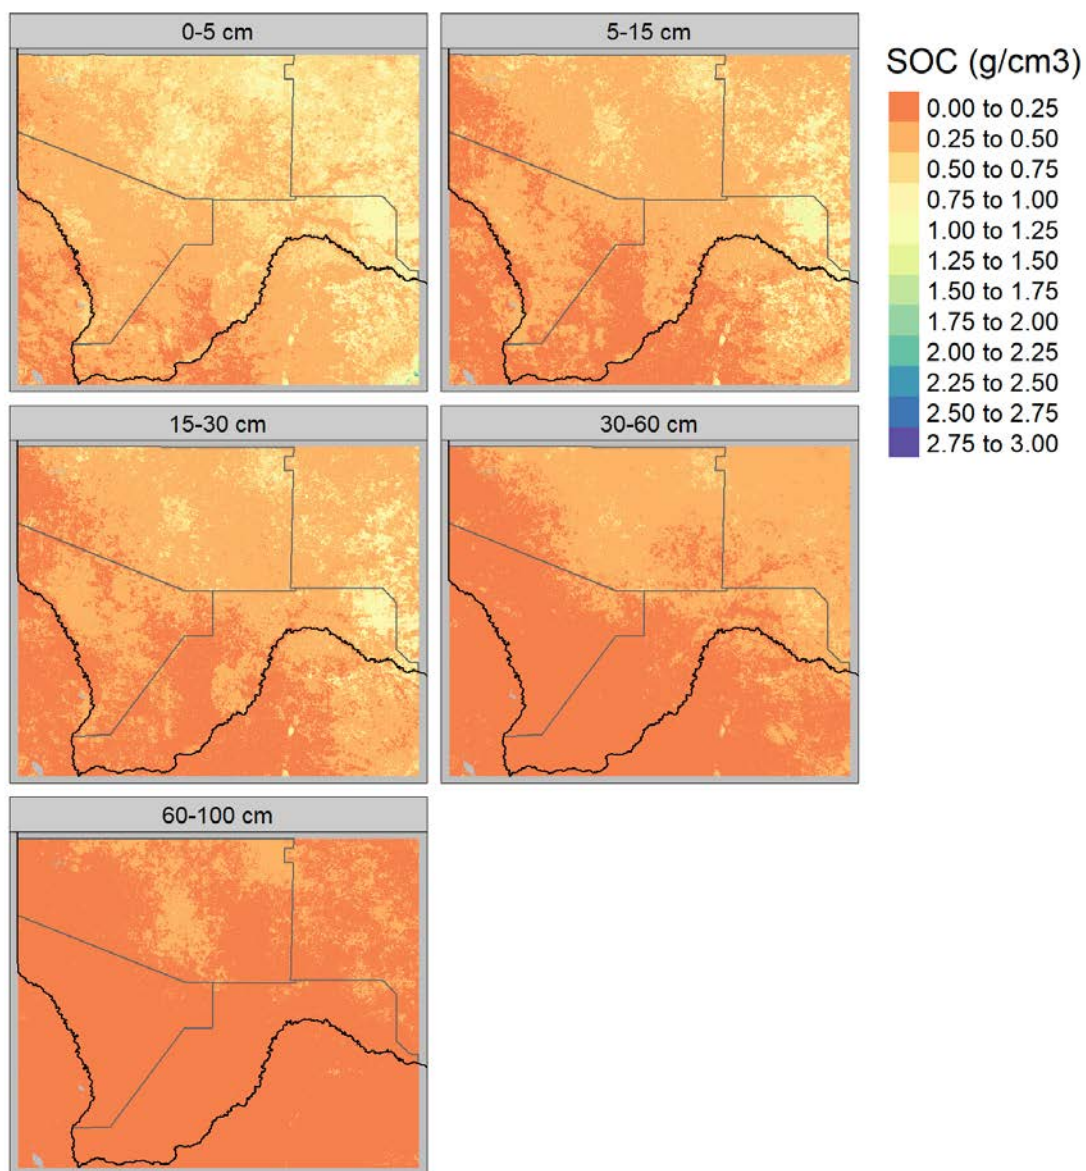 0-5 cm
5-15 cm
SOC (g/cm3)
0.00 to 0.25
0.25 to 0.50
0.50 to 0.75
0.75 to 1.00
1.00 to 1.25
1.25 to 1.50
1.50 to 1.75
1.75 to 2.00
2.00 to 2.25
2.25 to 2.50
2.50 to 2.75
2.75 to 3.00
15-30 cm
30-60 cm
60-100 cm